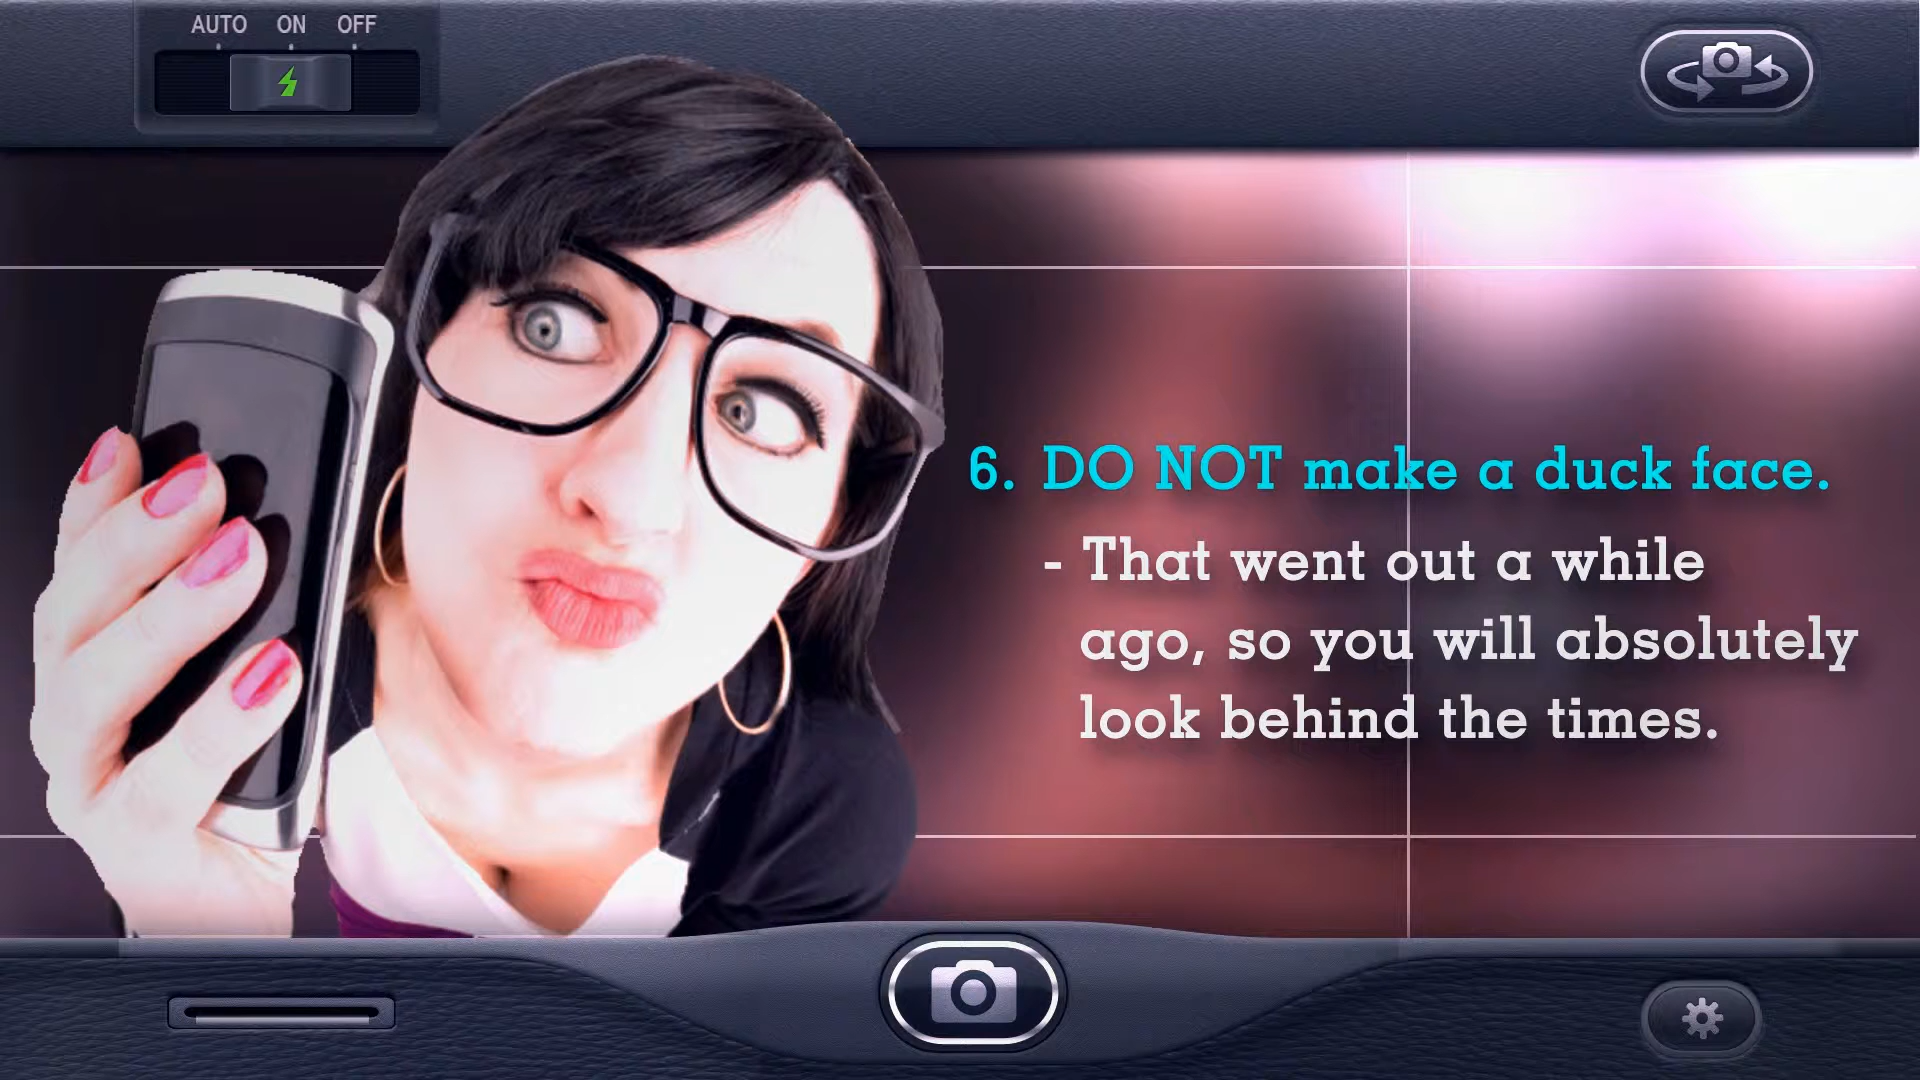 AUTO ON OFF
6. DO NOT make a duck face.
- That went out a while
ago, so you will absolutely
look behind the times.